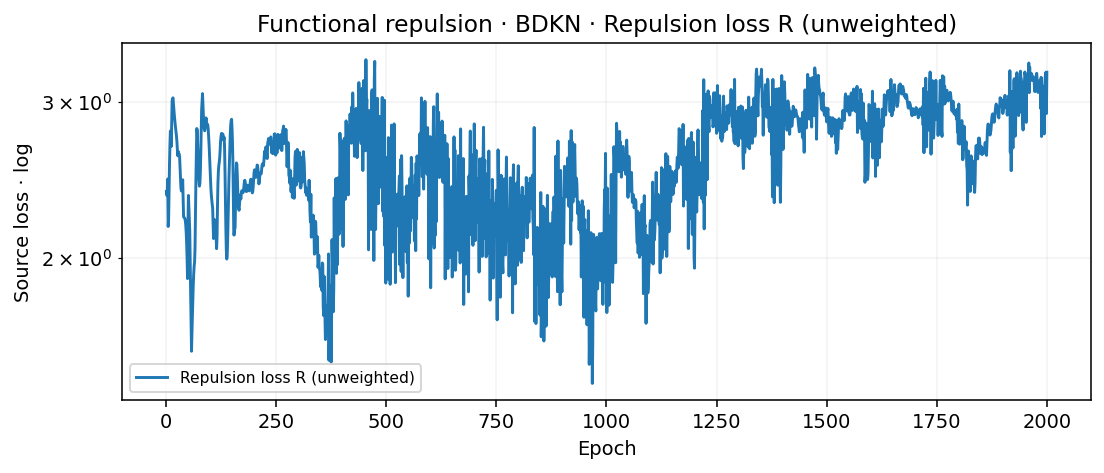 Functional repulsion · BDKN · Repulsion loss R (unweighted)
Source loss · log
3 × 10⁰
2 × 10⁰
Repulsion loss R (unweighted)
0 250 500 750 1000 1250 1500 1750 2000
Epoch